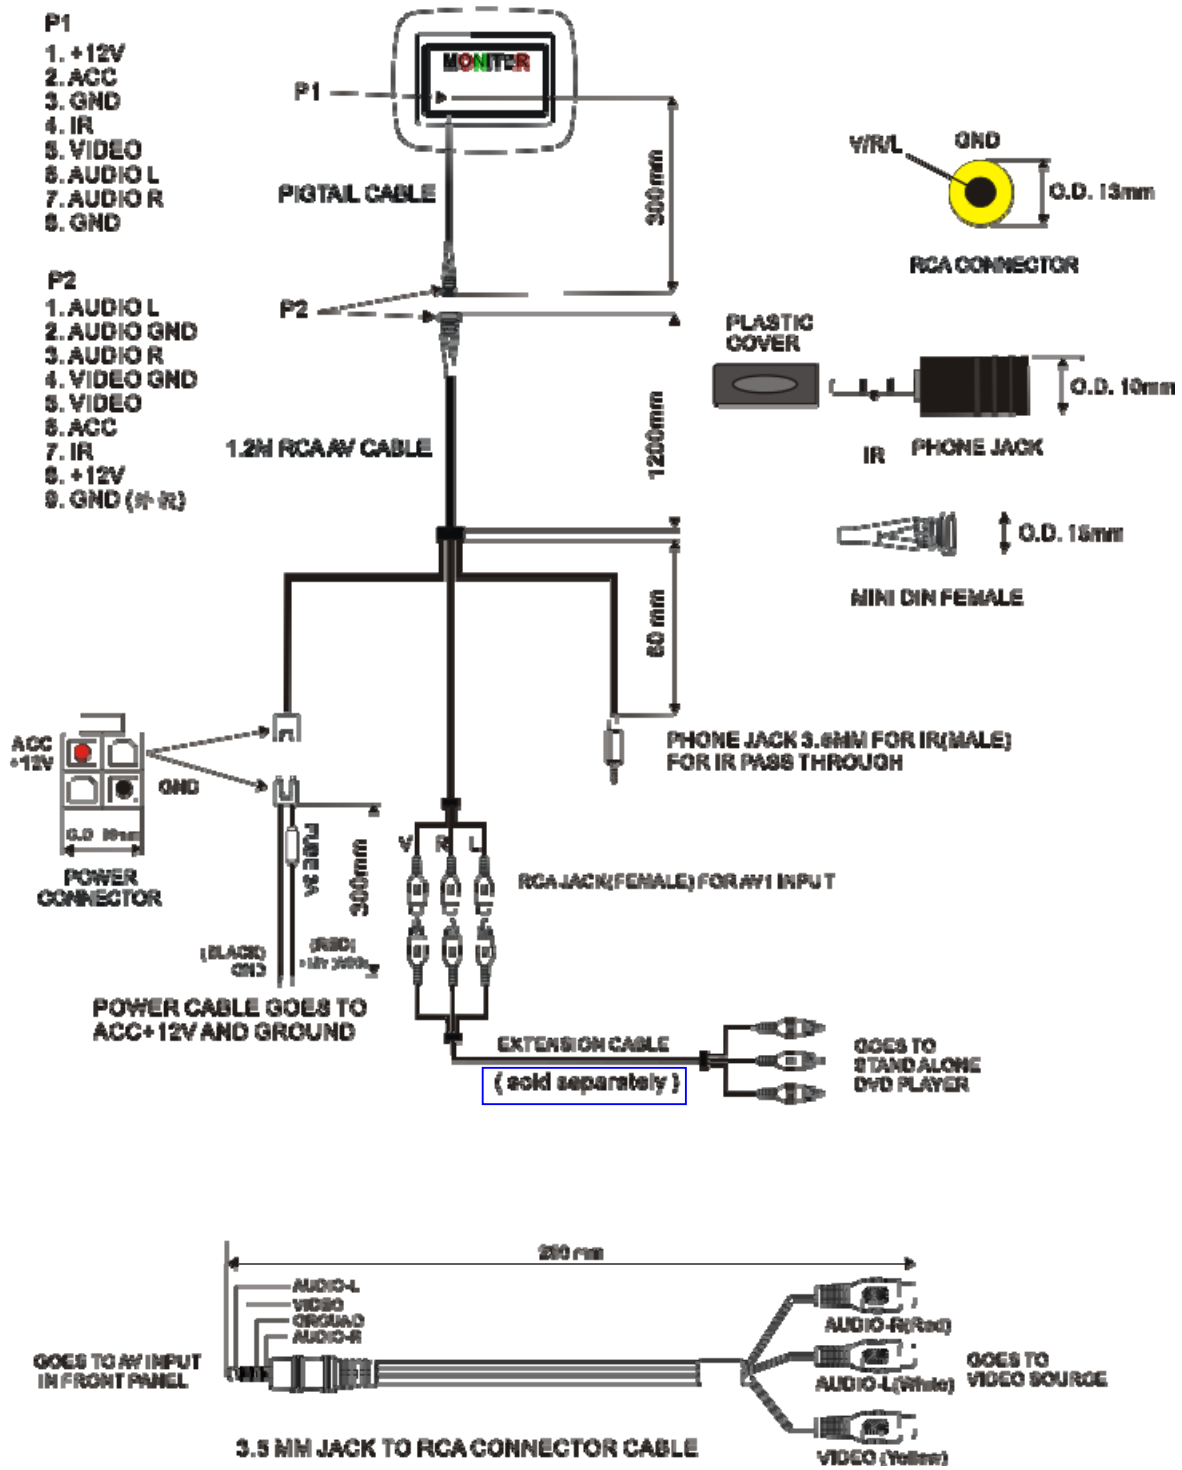 P1
1. +12V
2. ACC
3. GND
4. IR
5. VIDEO
6. AUDIO L
7. AUDIO R
8. GND
P2
1. AUDIO L
2. AUDIO GND
3. AUDIO R
4. VIDEO GND
5. VIDEO
6. ACC
7. IR
8. +12V
9. GND
MONITER
P1
PIGTAIL CABLE
300mm
P2
1.2M RCA AV CABLE
1200mm
V/R/L
GND
O.D. 13mm
RCA CONNECTOR
PLASTIC
COVER
O.D. 10mm
IR
PHONE JACK
O.D. 15mm
MINI DIN FEMALE
80 mm
PHONE JACK 3.5MM FOR IR(MALE)
FOR IR PASS THROUGH
ACC
+12V
GND
POWER
CONNECTOR
FUSE 3A
300mm
(BLACK)
GND
(RED)
POWER CABLE GOES TO
ACC+12V AND GROUND
V R L
RCA JACK(FEMALE) FOR AV1 INPUT
EXTENSION CABLE
( sold separately )
GOES TO
STAND ALONE
DVD PLAYER
250 mm
AUDIO-L
VIDEO
GROUND
AUDIO-R
GOES TO AV INPUT
IN FRONT PANEL
AUDIO-R(Red)
AUDIO-L(White)
VIDEO (Yellow)
GOES TO
VIDEO SOURCE
3.5 MM JACK TO RCA CONNECTOR CABLE